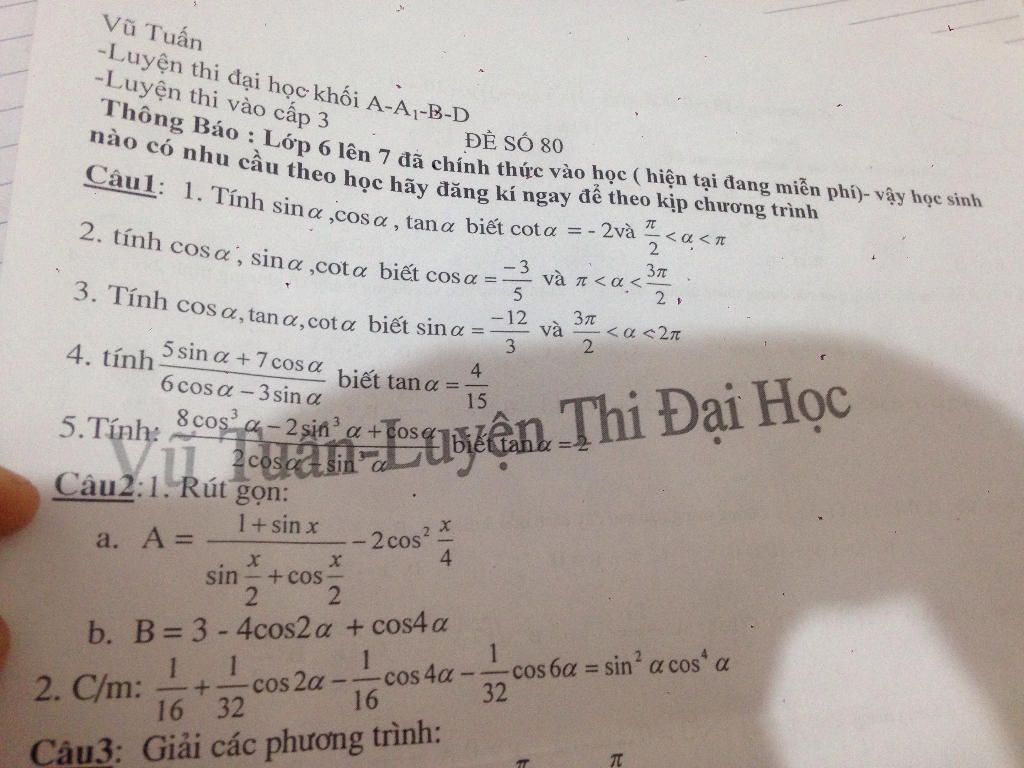 Vũ Tuấn
-Luyện thi đại học khối A-A₁-B-D
-Luyện thi vào cấp 3
ĐỀ SỐ 80
Thông Báo : Lớp 6 lên 7 đã chính thức vào học ( hiện tại đang miễn phí)- vậy học sinh
nào có nhu cầu theo học hãy đăng kí ngay để theo kịp chương trình
Câu1: 1. Tính sinα ,cosα , tanα biết cotα = - 2và π/2 < α < π
2. tính cosα , sinα ,cotα biết cosα = -3/5 và π < α < 3π/2
3. Tính cosα,tanα,cotα biết sinα = -12/3 và 3π/2 < α < 2π
4. tính (5sinα + 7cosα)/(6cosα - 3sinα) biết tanα = 4/15
5.Tính: (8cos³α - 2sin³α + cosα)/(2cosα - sin³α) biết tanα = 2
Vũ Tuấn-Luyện Thi Đại Học
Câu2:1. Rút gọn:
a. A = (1 + sin x)/(sin x/2 + cos x/2) - 2cos² x/4
b. B = 3 - 4cos2α + cos4α
2. C/m: 1/16 + 1/32 cos2α - 1/16 cos4α - 1/32 cos6α = sin²αcos⁴α
Câu3: Giải các phương trình:
π π